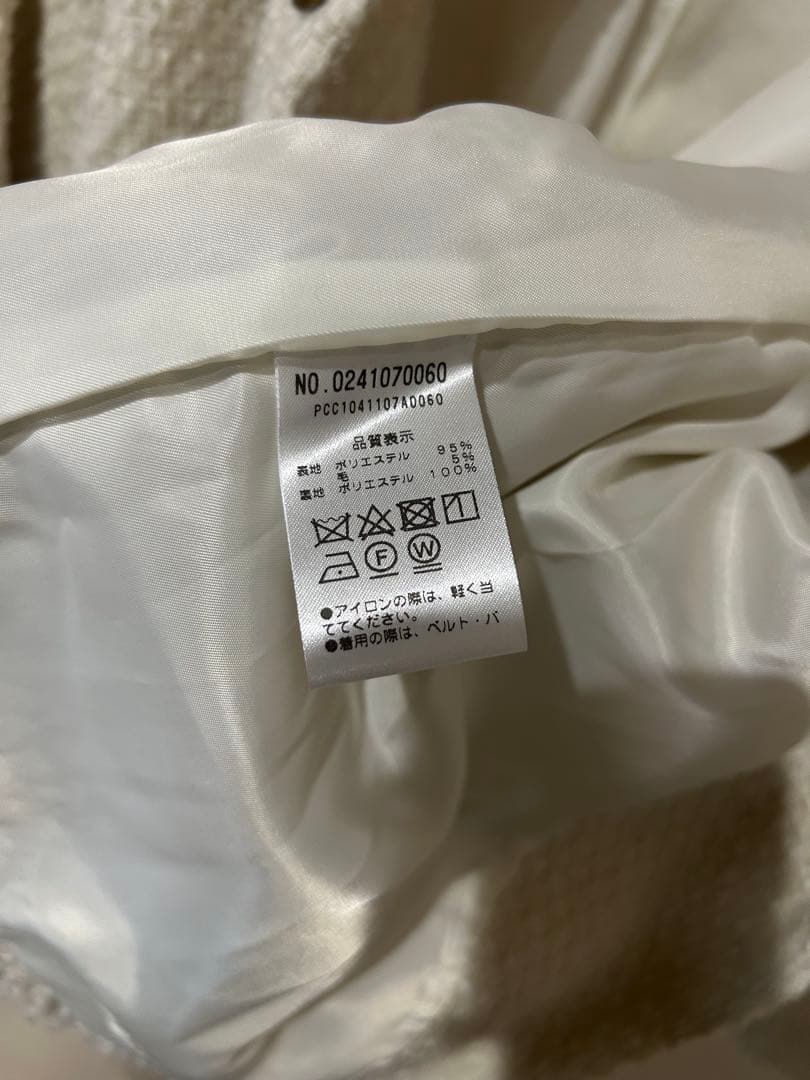 NO.0241070060
PCC1041107A0060
品質表示
表地 ポリエステル 95%
毛 5%
裏地 ポリエステル 100%
F W
●アイロンの際は、軽く当
ててください。
●着用の際は、ベルト・バ